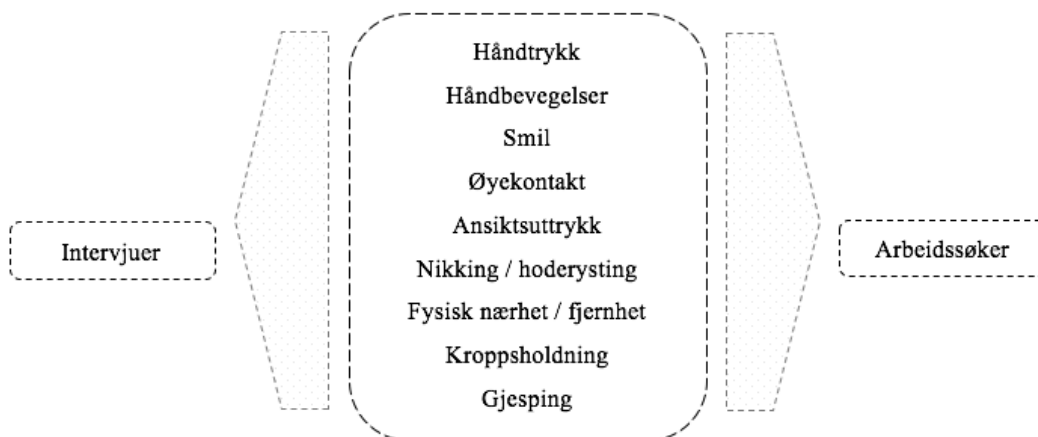 Håndtrykk
Håndbevegelser
Smil
Øyekontakt
Ansiktsuttrykk
Nikking / hoderysting
Fysisk nærhet / fjernhet
Kroppsholdning
Gjesping
Intervjuer
Arbeidssøker